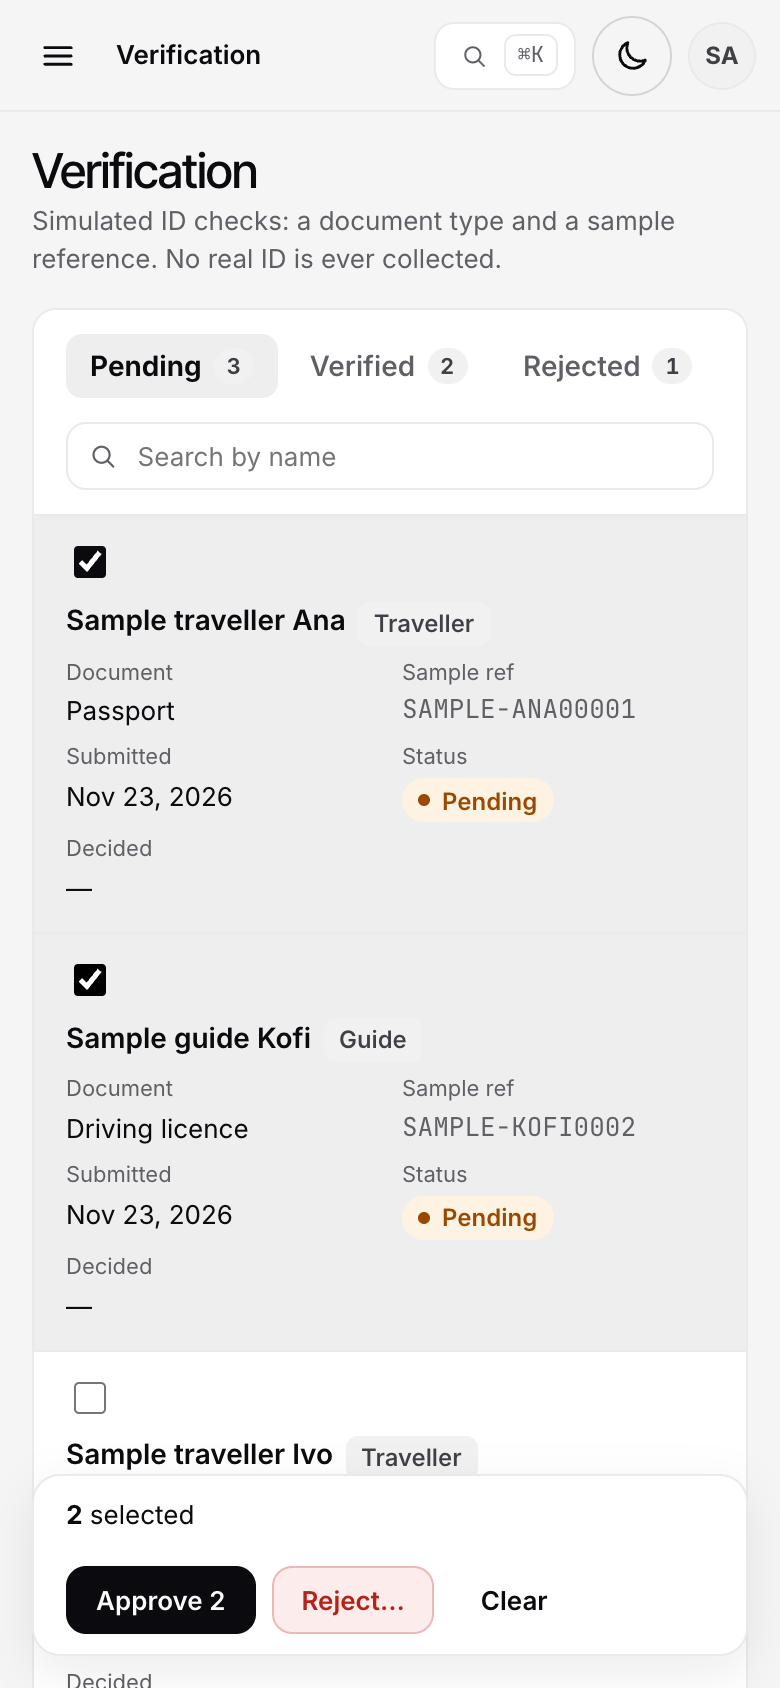 Verification
⌘K
SA
Verification
Simulated ID checks: a document type and a sample
reference. No real ID is ever collected.
Pending 3
Verified 2
Rejected 1
Search by name
Sample traveller Ana Traveller
Document
Sample ref
Passport
SAMPLE-ANA00001
Submitted
Status
Nov 23, 2026
Pending
Decided
—
Sample guide Kofi Guide
Document
Sample ref
Driving licence
SAMPLE-KOFI0002
Submitted
Status
Nov 23, 2026
Pending
Decided
—
Sample traveller Ivo Traveller
2 selected
Approve 2
Reject...
Clear
Decided